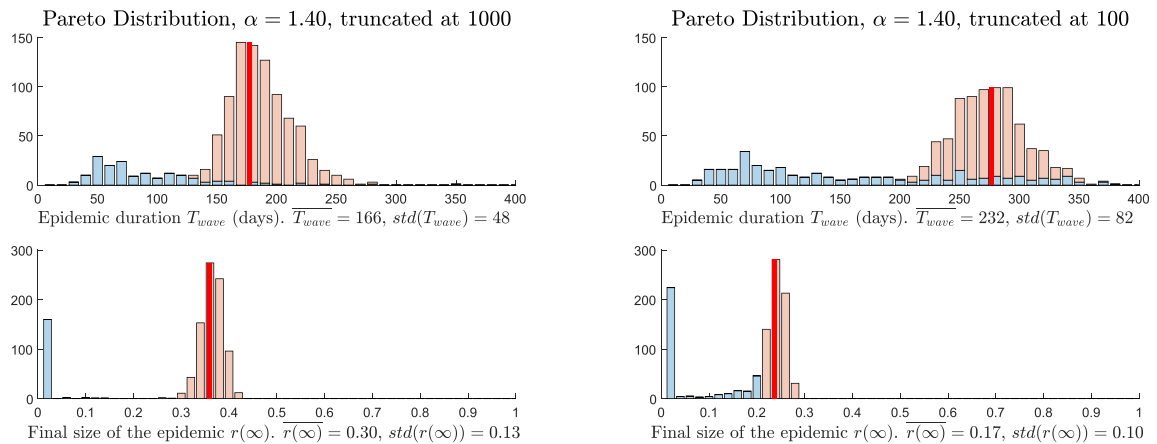 Pareto Distribution, α = 1.40, truncated at 1000
150
100
50
0
0 50 100 150 200 250 300 350 400
Epidemic duration T_wave (days). \overline{T_wave} = 166, std(T_wave) = 48
300
200
100
0
0 0.1 0.2 0.3 0.4 0.5 0.6 0.7 0.8 0.9 1
Final size of the epidemic r(∞). \overline{r(∞)} = 0.30, std(r(∞)) = 0.13
Pareto Distribution, α = 1.40, truncated at 100
150
100
50
0
0 50 100 150 200 250 300 350 400
Epidemic duration T_wave (days). \overline{T_wave} = 232, std(T_wave) = 82
300
200
100
0
0 0.1 0.2 0.3 0.4 0.5 0.6 0.7 0.8 0.9 1
Final size of the epidemic r(∞). \overline{r(∞)} = 0.17, std(r(∞)) = 0.10